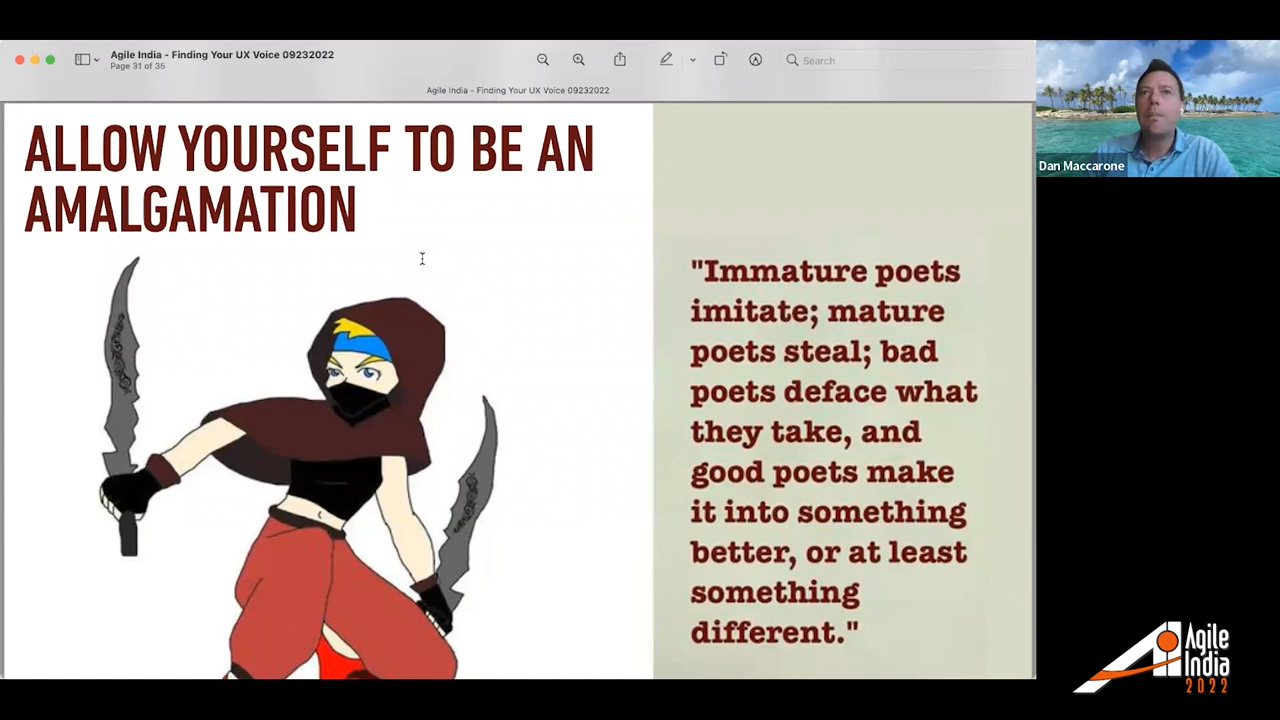 Agile India - Finding Your UX Voice 09232022
Page 31 of 35
Search
Agile India - Finding Your UX Voice 09232022
ALLOW YOURSELF TO BE AN
AMALGAMATION
"Immature poets
imitate; mature
poets steal; bad
poets deface what
they take, and
good poets make
it into something
better, or at least
something
different."
Dan Maccarone
Agile
India
2022